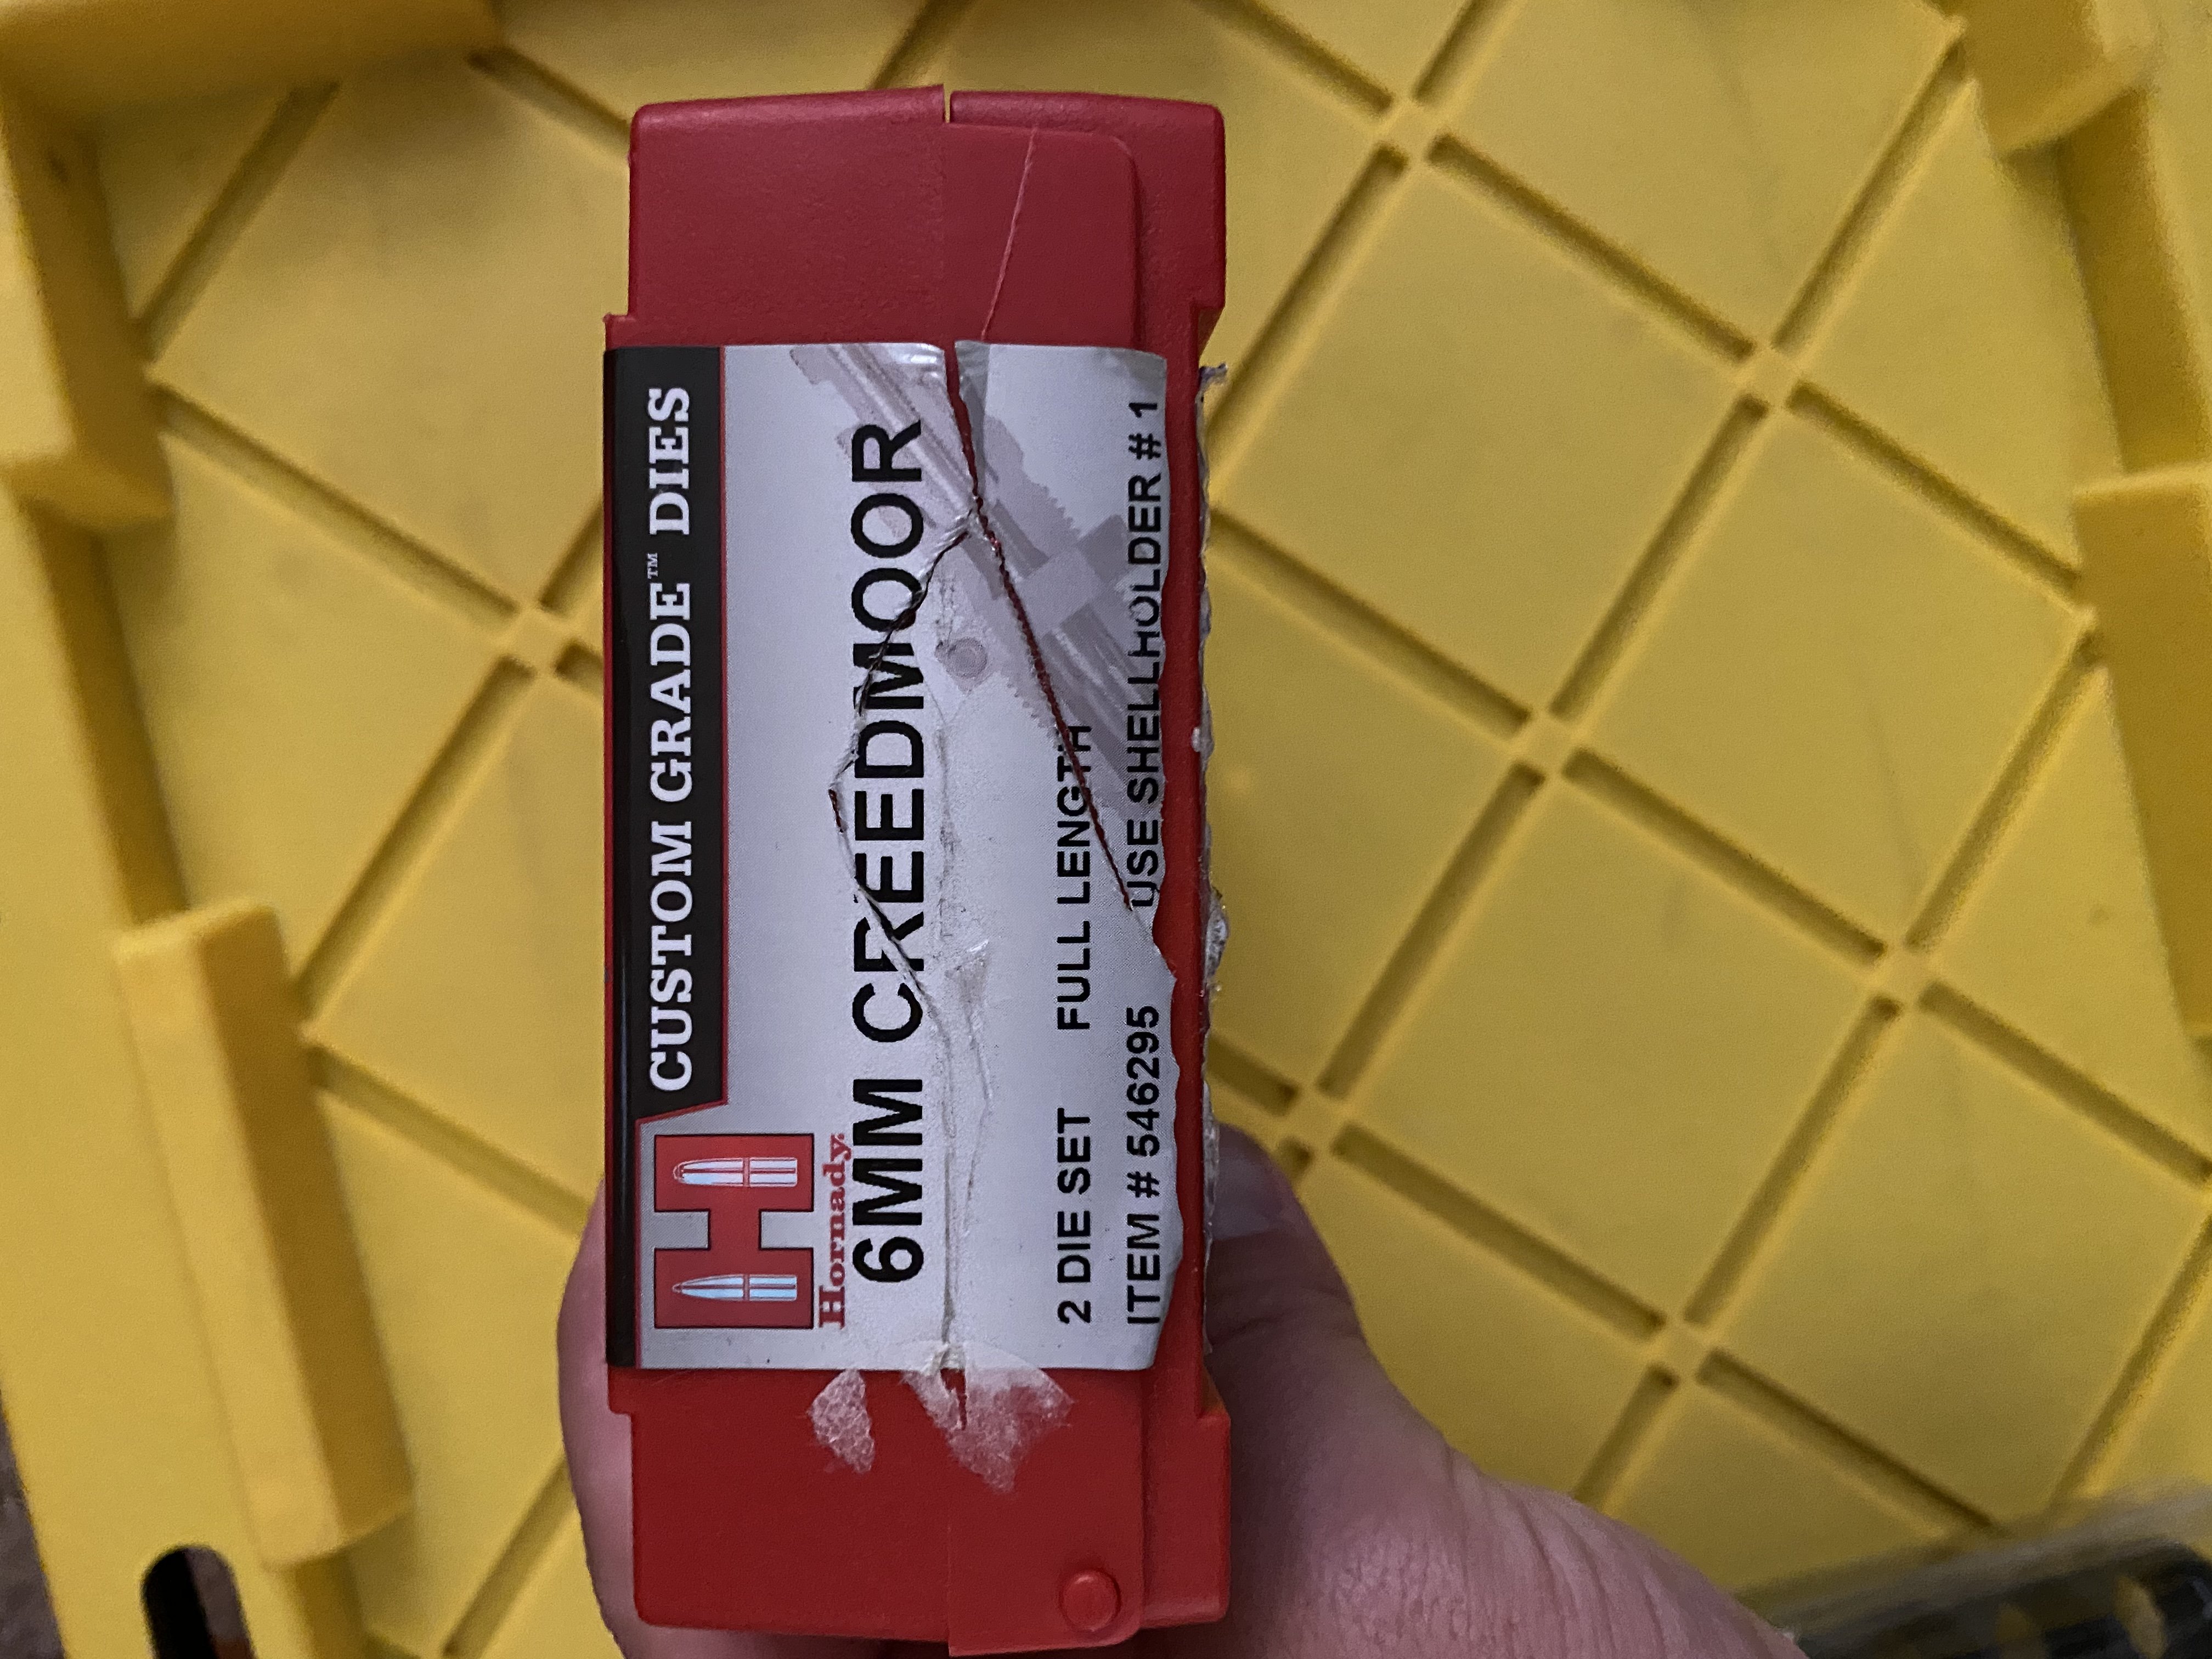 CUSTOM GRADE™ DIES
Hornady®
6MM CREEDMOOR
2 DIE SET FULL LENGTH
ITEM # 546295 USE SHELLHOLDER # 1